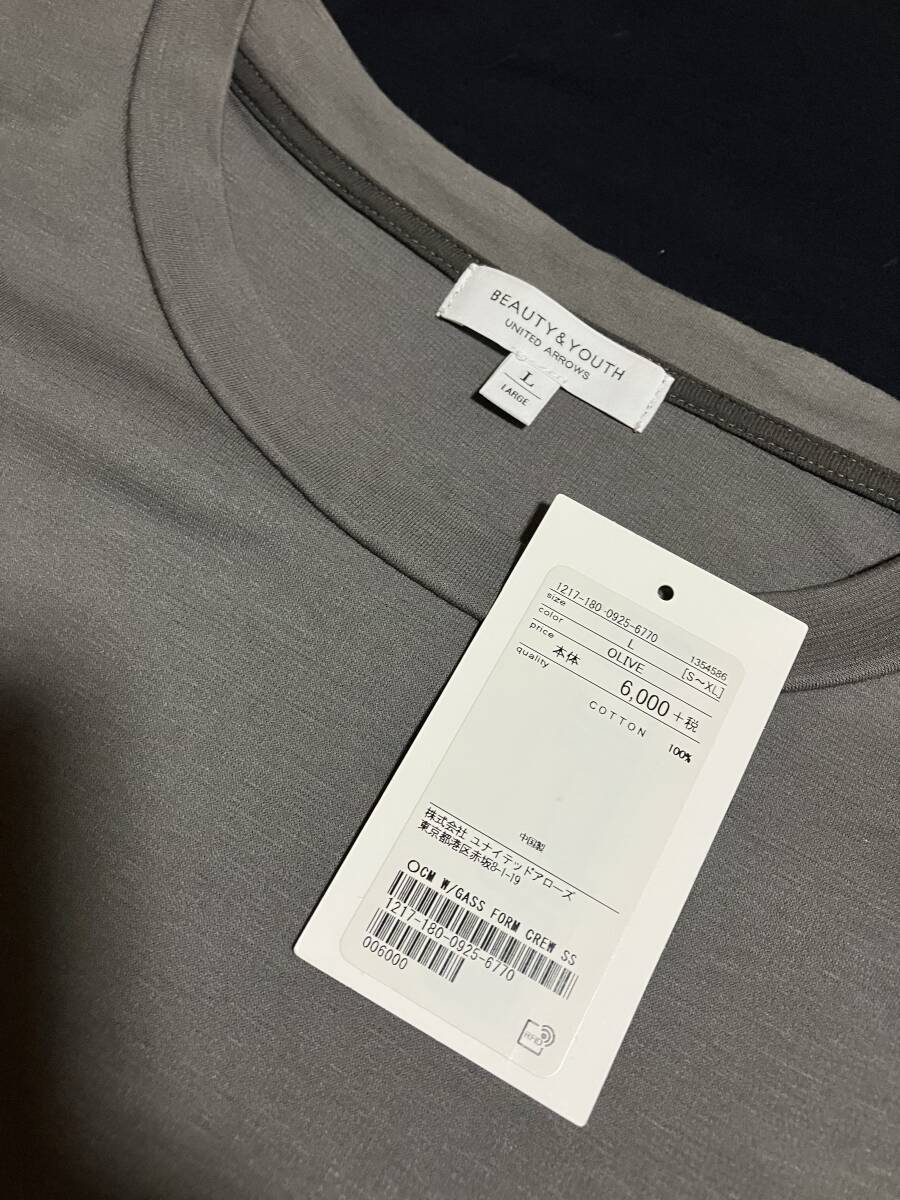 BEAUTY&YOUTH
UNITED ARROWS
L
LARGE
1217-180-0925-6770 1354586
size L [S～XL]
color OLIVE
price 本体 6,000+税
quality
COTTON 100%
中国製
株式会社 ユナイテッドアローズ
東京都港区赤坂8-1-19
○CM W/GASS FORM CREW SS
1217-180-0925-6770
006000
RFID